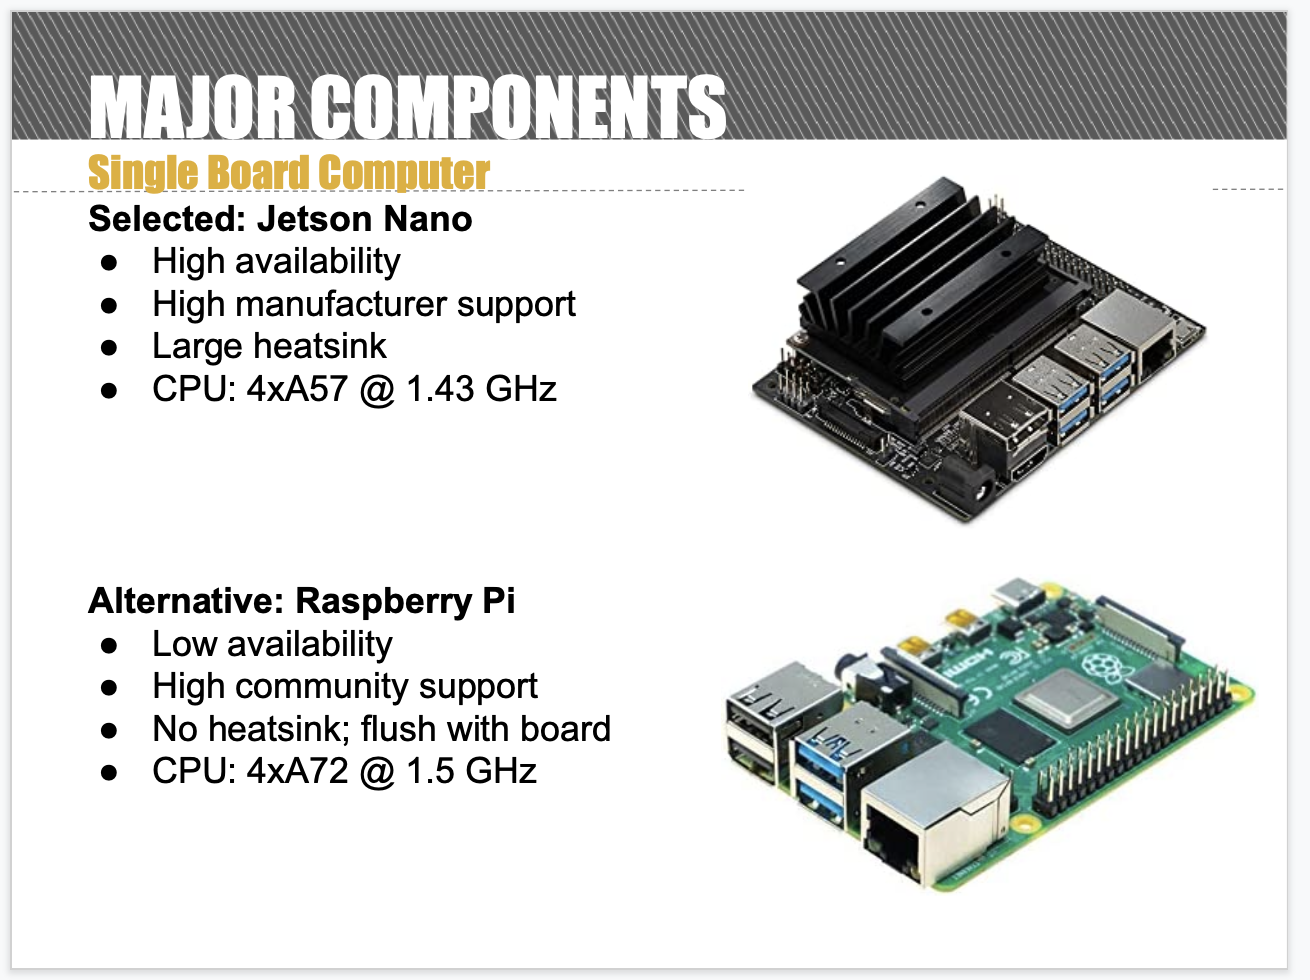 MAJOR COMPONENTS
Single Board Computer
Selected: Jetson Nano
● High availability
● High manufacturer support
● Large heatsink
● CPU: 4xA57 @ 1.43 GHz
Alternative: Raspberry Pi
● Low availability
● High community support
● No heatsink; flush with board
● CPU: 4xA72 @ 1.5 GHz
HDMI